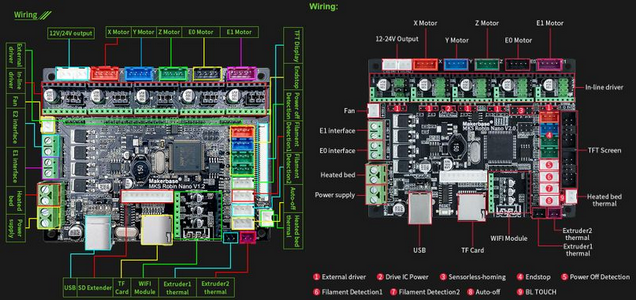 Wiring
12V/24V output
X Motor
Y Motor
Z Motor
E0 Motor
E1 Motor
External driver
In-line driver
Fan
E2 interface
E1 interface
Heated bed
Power supply
TFT Display
Endstop
Power off Detection
Filament Detection1
Filament Detection2
Auto-off
Heated bed thermal
Makerbase
MKS Robin Nano V1.2
USB
SD Extender
TF Card
WIFI Module
Extruder1 thermal
Extruder2 thermal
Wiring:
X Motor
Z Motor
E1 Motor
12-24V Output
Y Motor
E0 Motor
In-line driver
Fan
E1 interface
E0 interface
Heated bed
Power supply
Makerbase
MKS Robin Nano V2.0
TFT Screen
Heated bed
thermal
Extruder2
thermal
Extruder1
thermal
WIFI Module
USB
TF Card
1 External driver
2 Drive IC Power
3 Sensorless-homing
4 Endstop
5 Power Off Detection
6 Filament Detection1
7 Filament Detection2
8 Auto-off
9 BL TOUCH